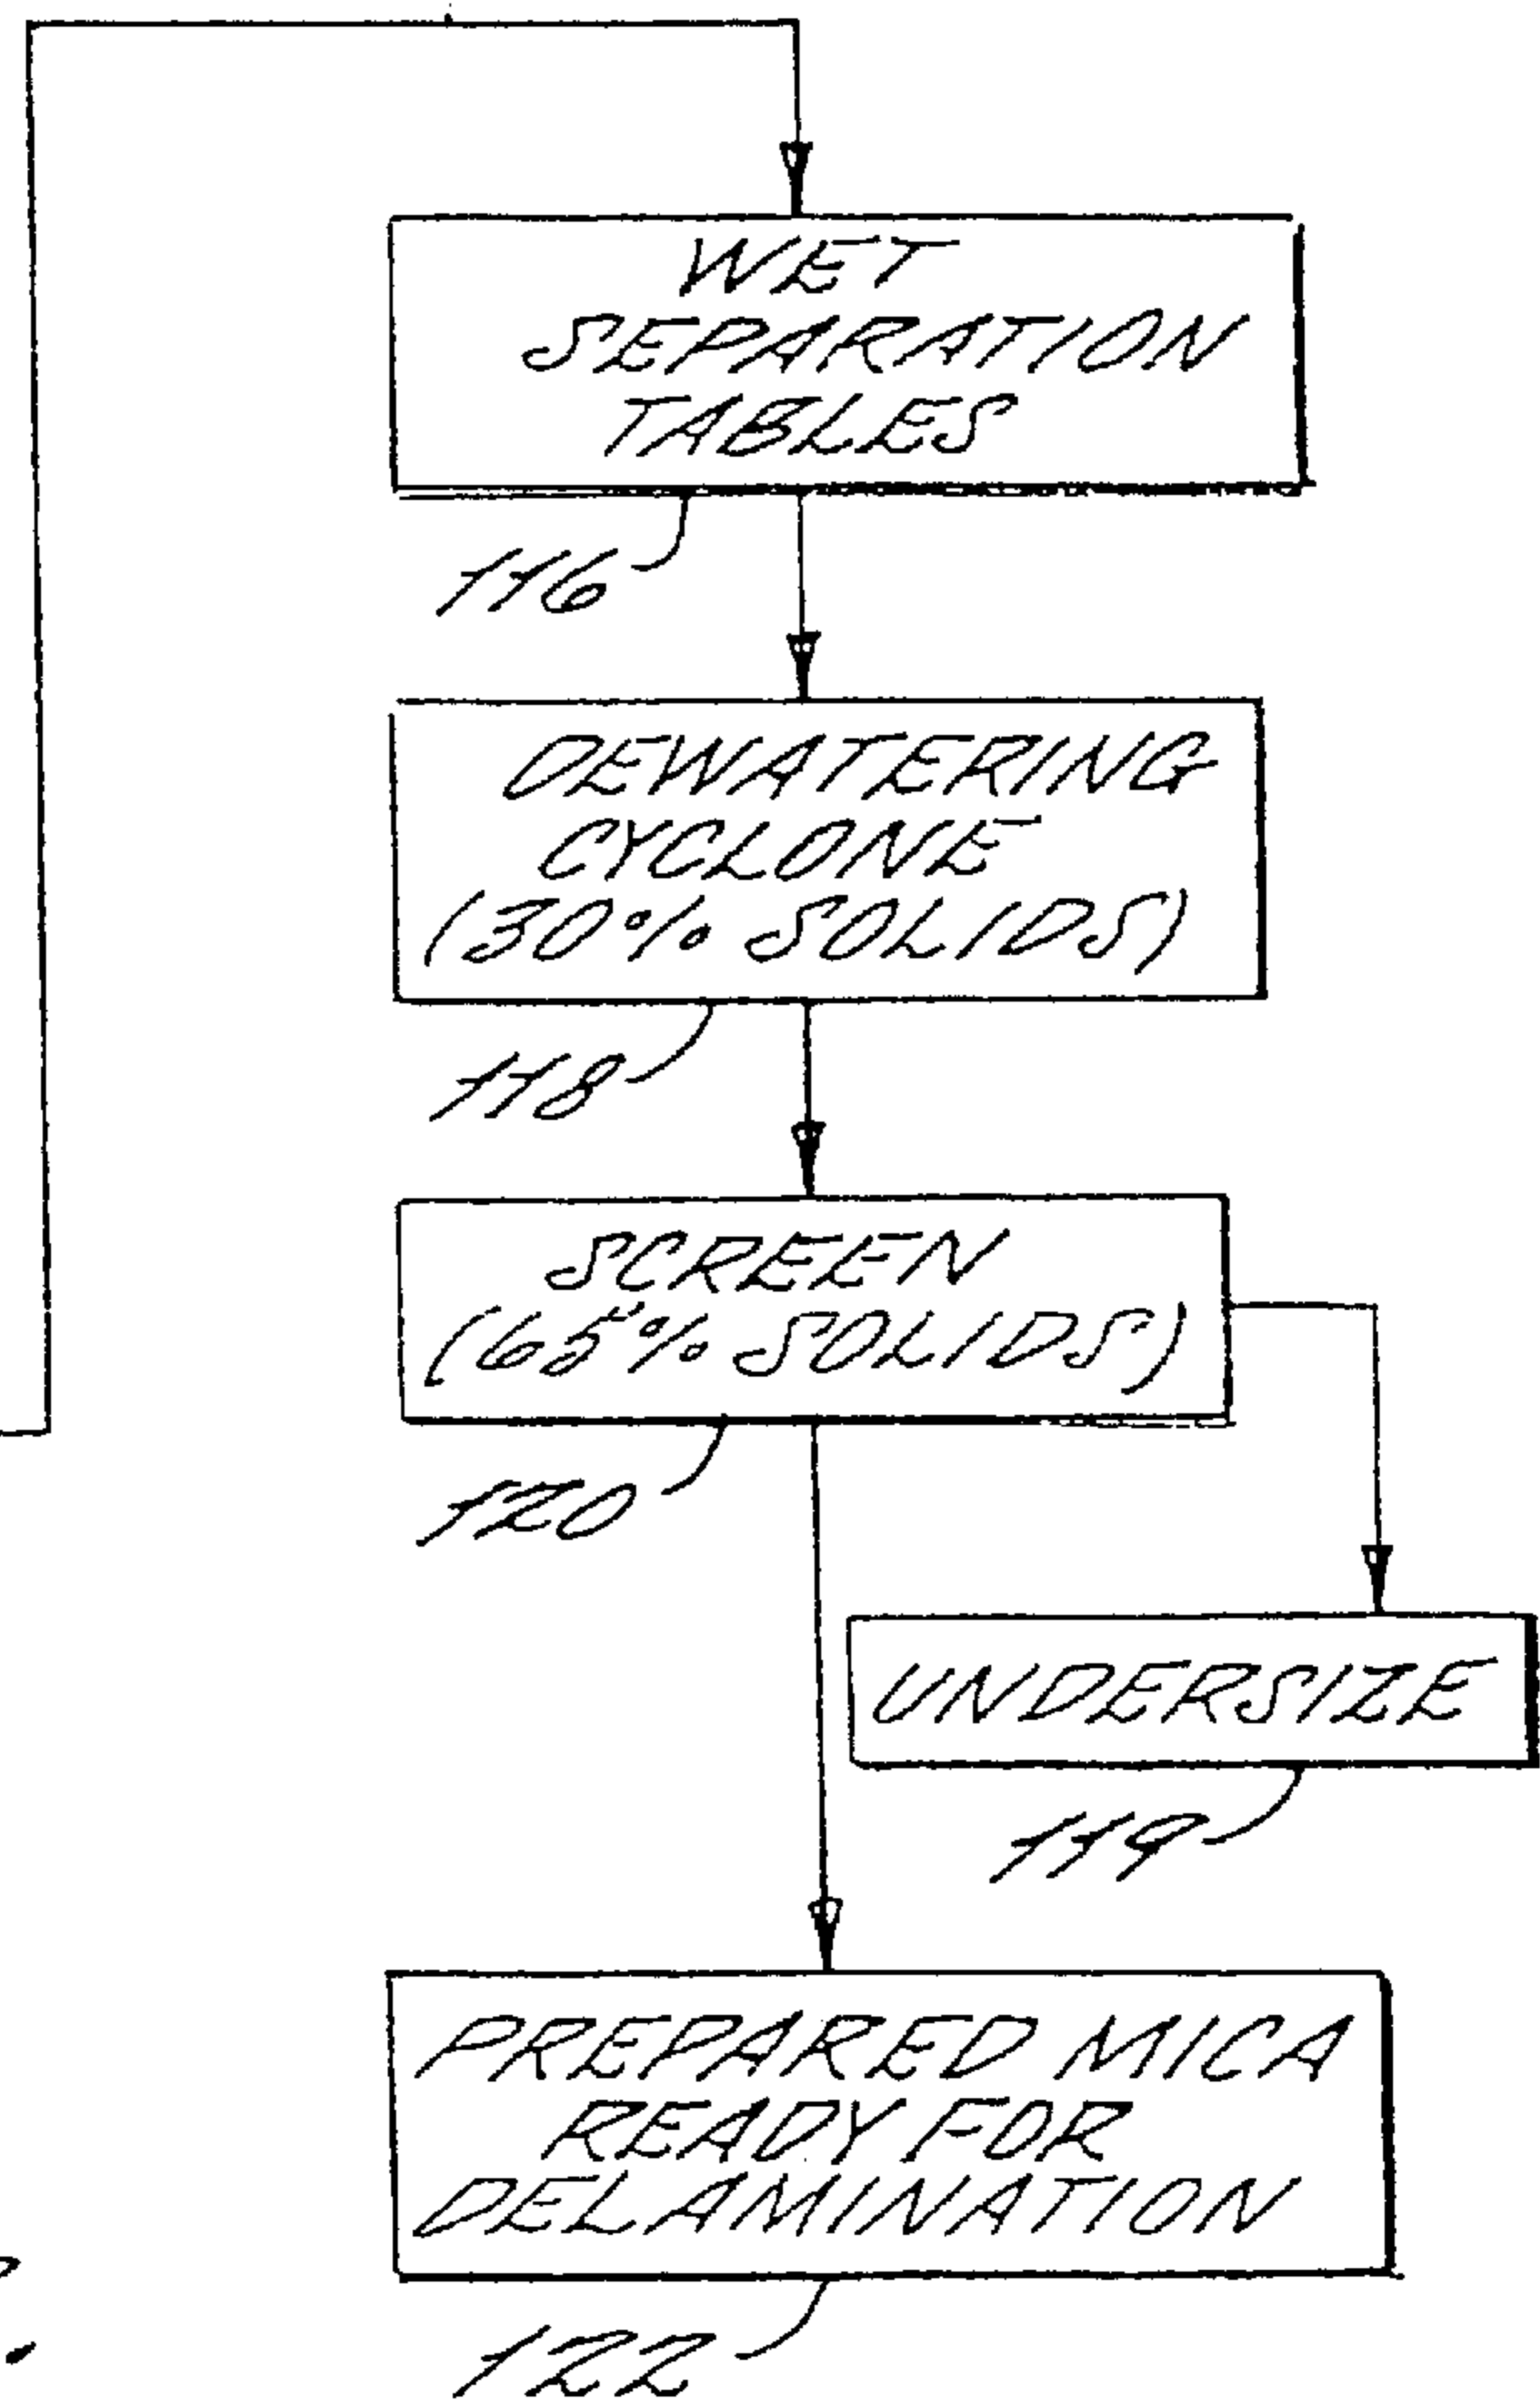 WET
SEPARATION
TABLES
116
DEWATERING
CYCLONE
(30% SOLIDS)
118
SCREEN
(65% SOLIDS)
120
UNDERSIZE
119
PREPARED MICA
READY FOR
DELAMINATION
122